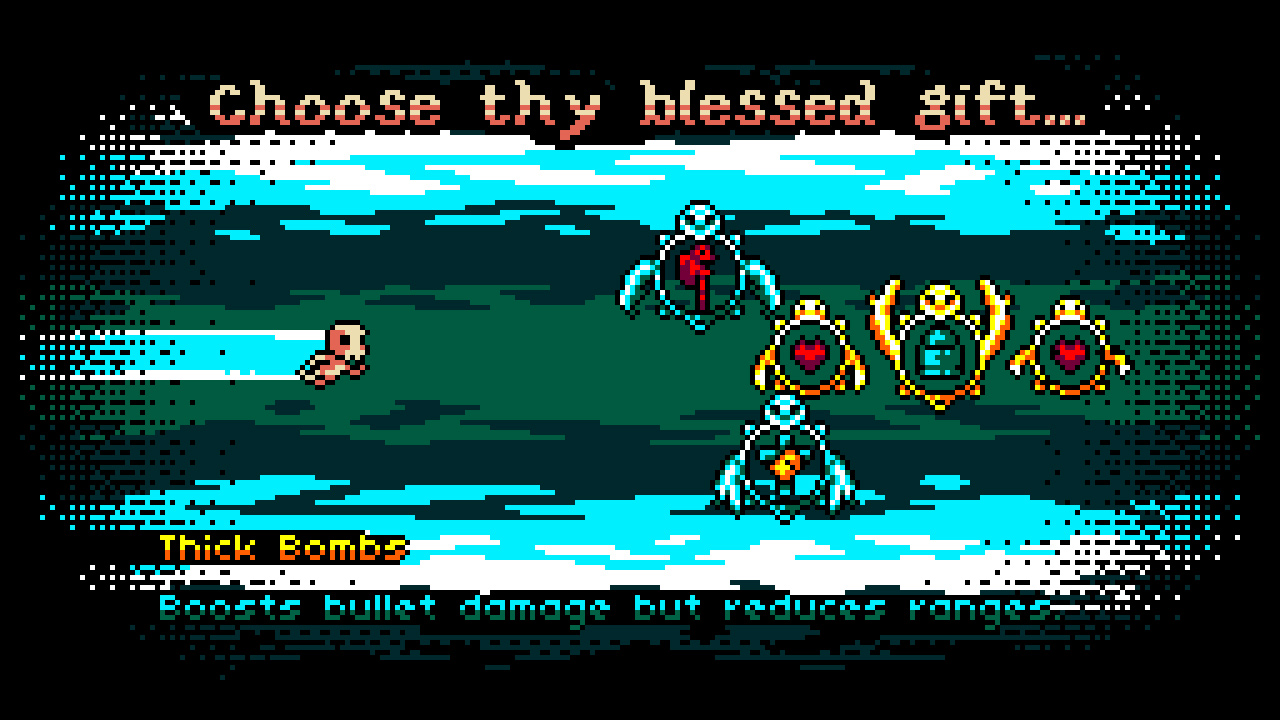 Choose thy blessed gift...
Thick Bombs
Boosts bullet damage but reduces ranges.